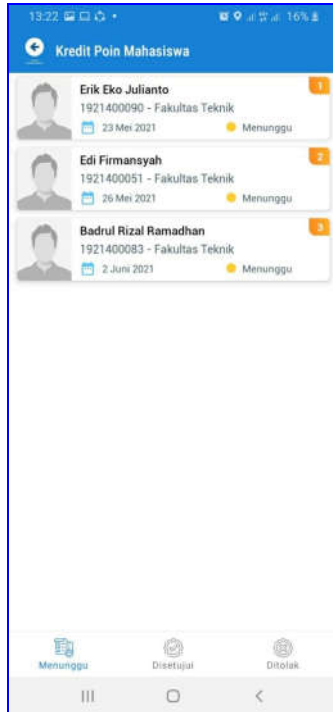 13:22 16%
Kredit Poin Mahasiswa
Erik Eko Julianto 1
1921400090 - Fakultas Teknik
23 Mei 2021 Menunggu
Edi Firmansyah 2
1921400051 - Fakultas Teknik
26 Mei 2021 Menunggu
Badrul Rizal Ramadhan 3
1921400083 - Fakultas Teknik
2 Juni 2021 Menunggu
Menunggu Disetujui Ditolak